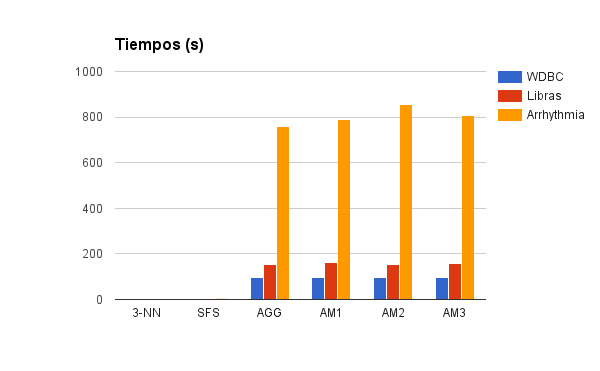 Tiempos (s)
1000
800
600
400
200
0
3-NN SFS AGG AM1 AM2 AM3
WDBC
Libras
Arrhythmia